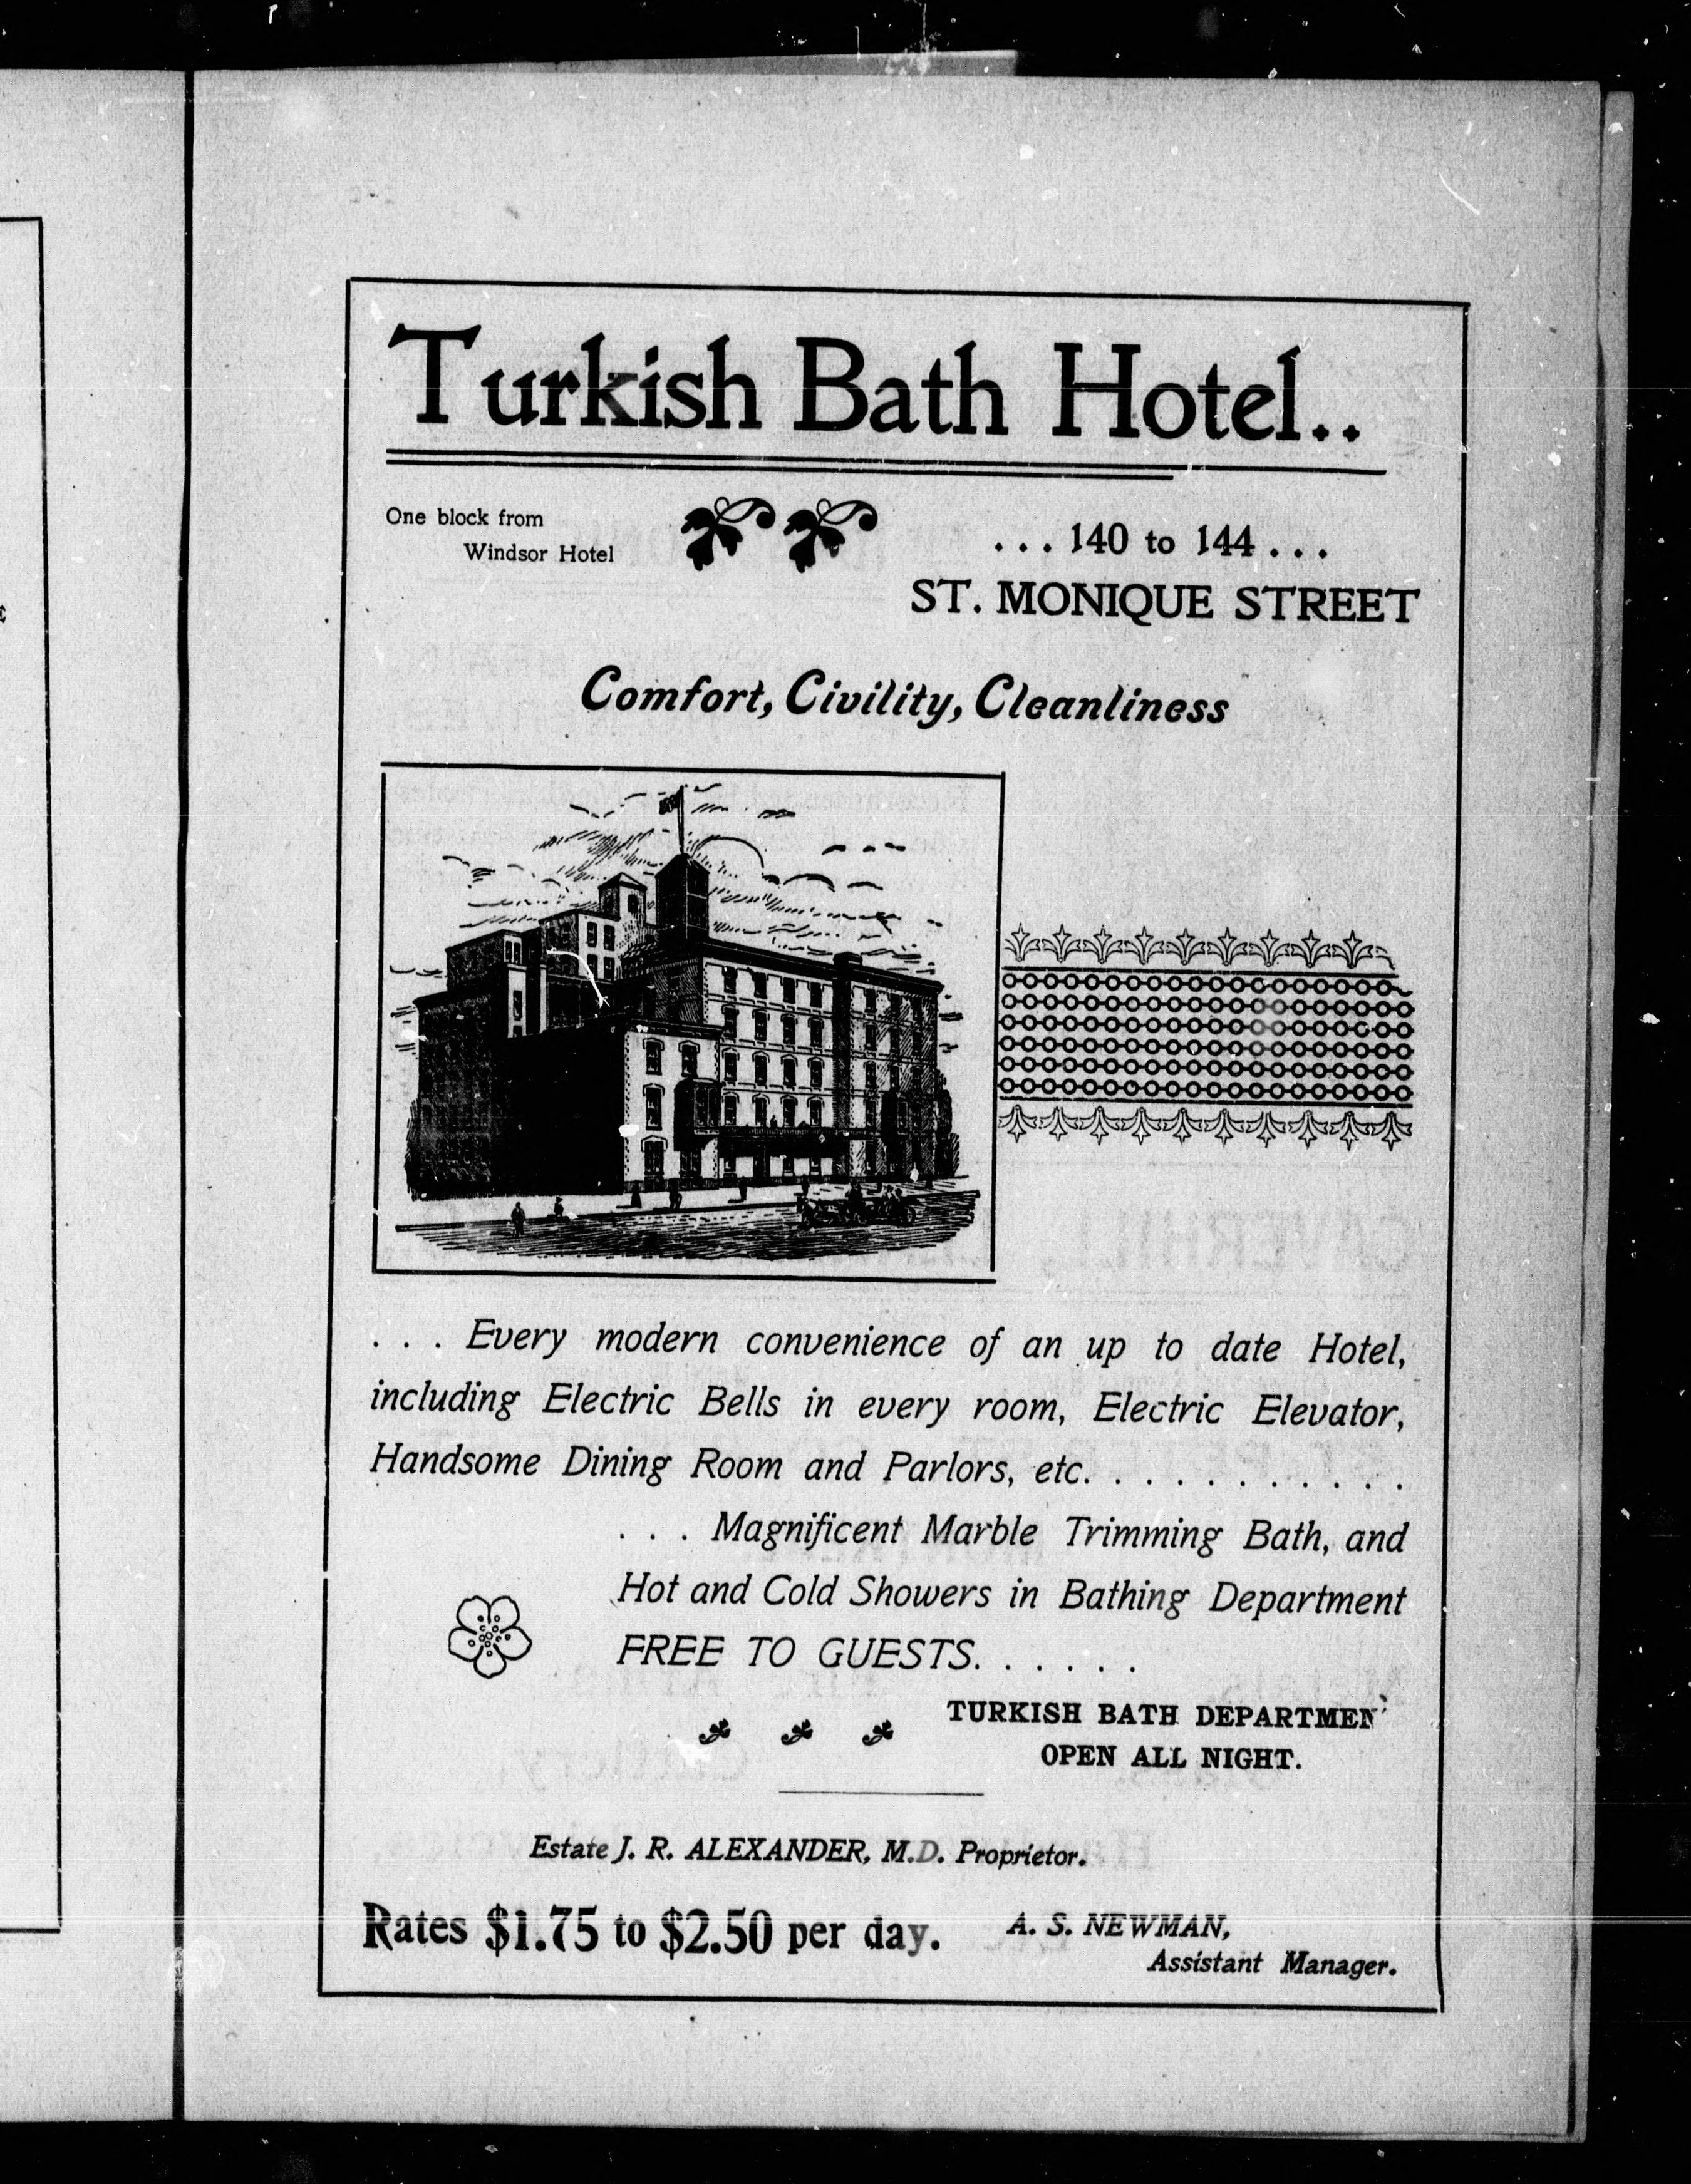 Turkish Bath Hotel..
One block from
Windsor Hotel
... 140 to 144 ...
ST. MONIQUE STREET
Comfort, Civility, Cleanliness
. . . Every modern convenience of an up to date Hotel,
including Electric Bells in every room, Electric Elevator,
Handsome Dining Room and Parlors, etc. . . . . . . . . . . .
. . . Magnificent Marble Trimming Bath, and
Hot and Cold Showers in Bathing Department
FREE TO GUESTS. . . . . .
TURKISH BATH DEPARTMEN
OPEN ALL NIGHT.
Estate J. R. ALEXANDER, M.D. Proprietor.
Rates $1.75 to $2.50 per day.
A. S. NEWMAN,
Assistant Manager.